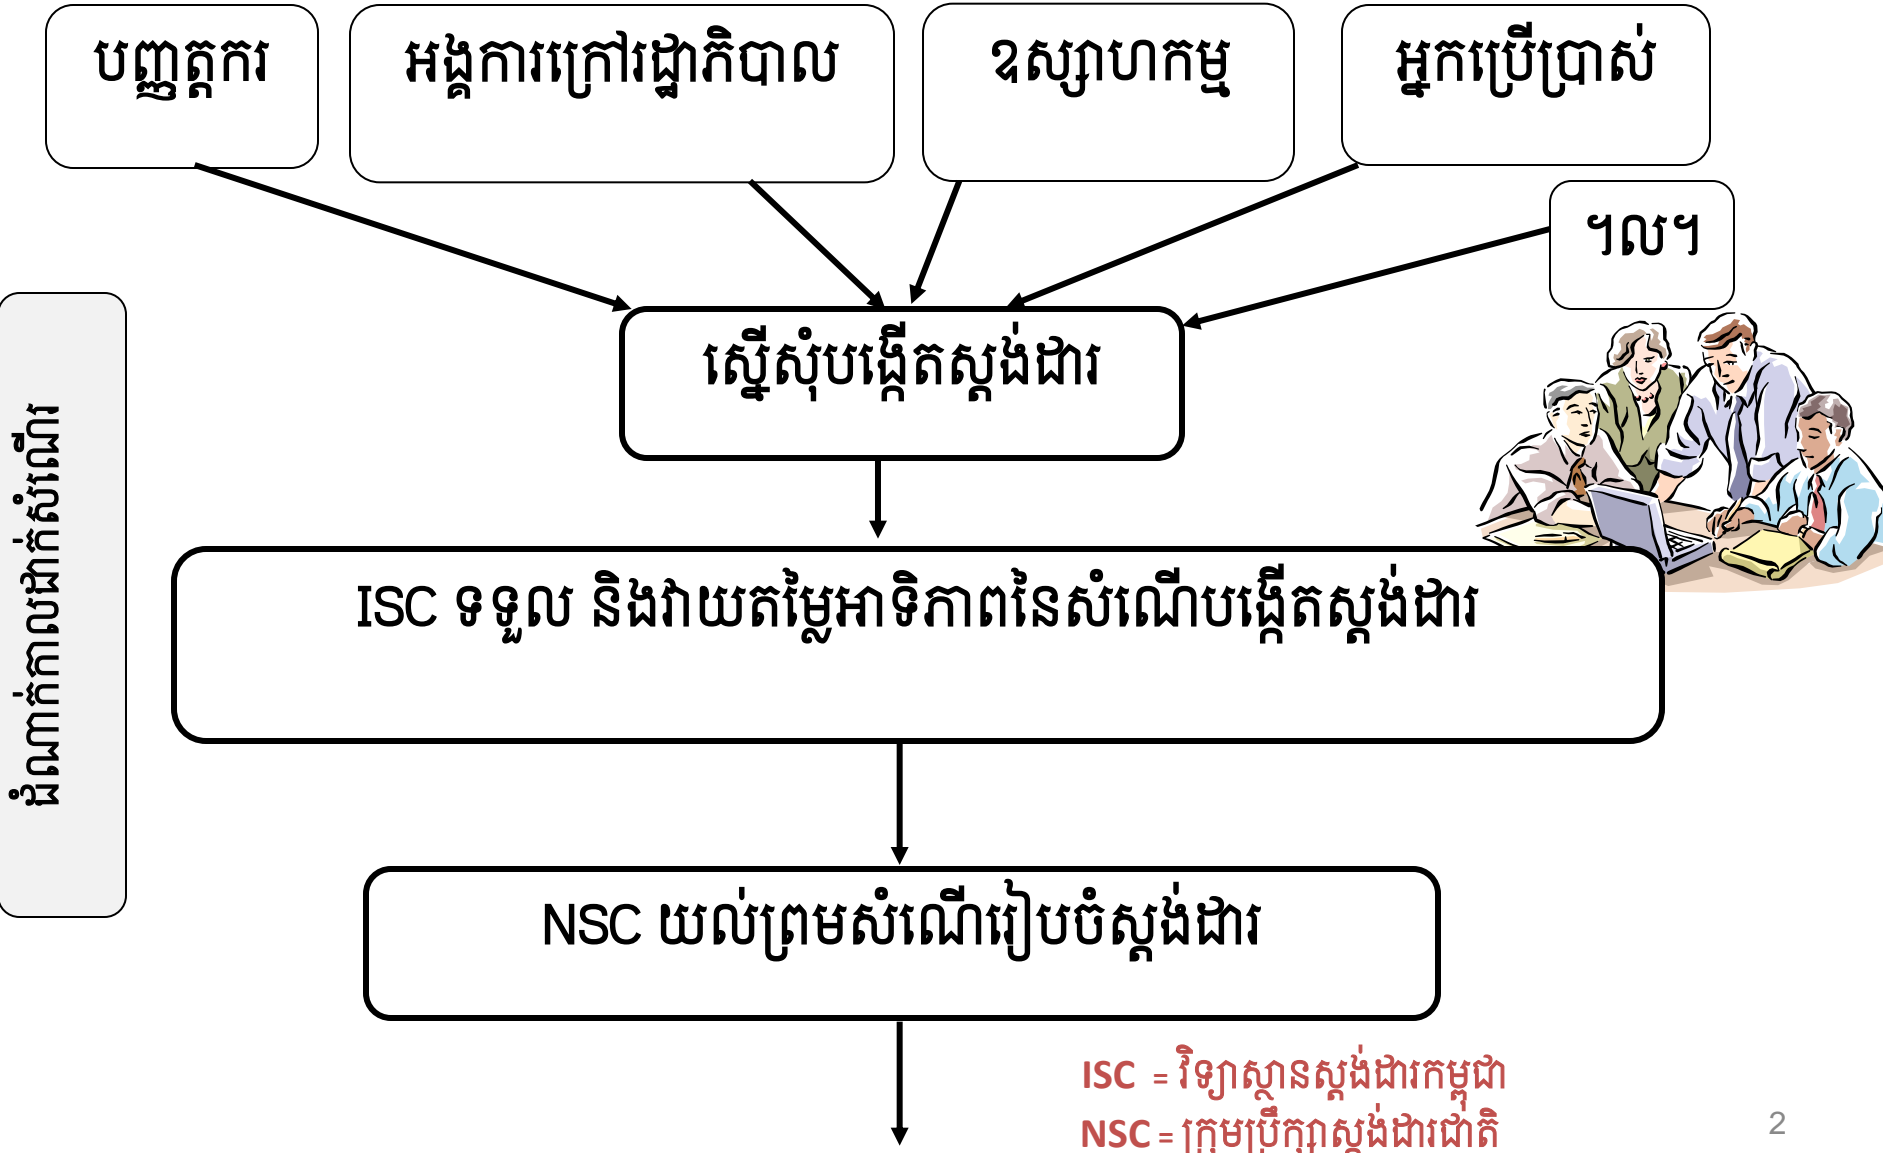 បញ្ញត្តករ
អង្គការក្រៅរដ្ឋាភិបាល
ឧស្សាហកម្ម
អ្នកប្រើប្រាស់
។ល។
ស្នើសុំបង្កើតស្តង់ដារ
ដំណាក់កាលដាក់សំណើរ
ISC ទទួល និងវាយតម្លៃអាទិភាពនៃសំណើបង្កើតស្តង់ដារ
NSC យល់ព្រមសំណើរៀបចំស្តង់ដារ
ISC = វិទ្យាស្ថានស្តង់ដារកម្ពុជា
NSC = ក្រុមប្រឹក្សាស្តង់ដារជាតិ
2